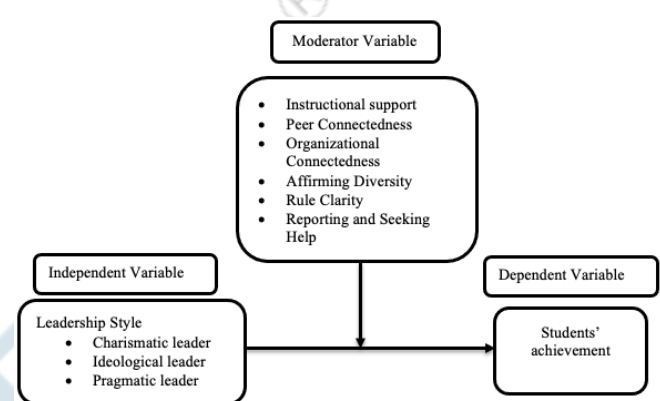 Moderator Variable
• Instructional support
• Peer Connectedness
• Organizational
Connectedness
• Affirming Diversity
• Rule Clarity
• Reporting and Seeking
Help
Independent Variable
Dependent Variable
Leadership Style
• Charismatic leader
• Ideological leader
• Pragmatic leader
Students’
achievement